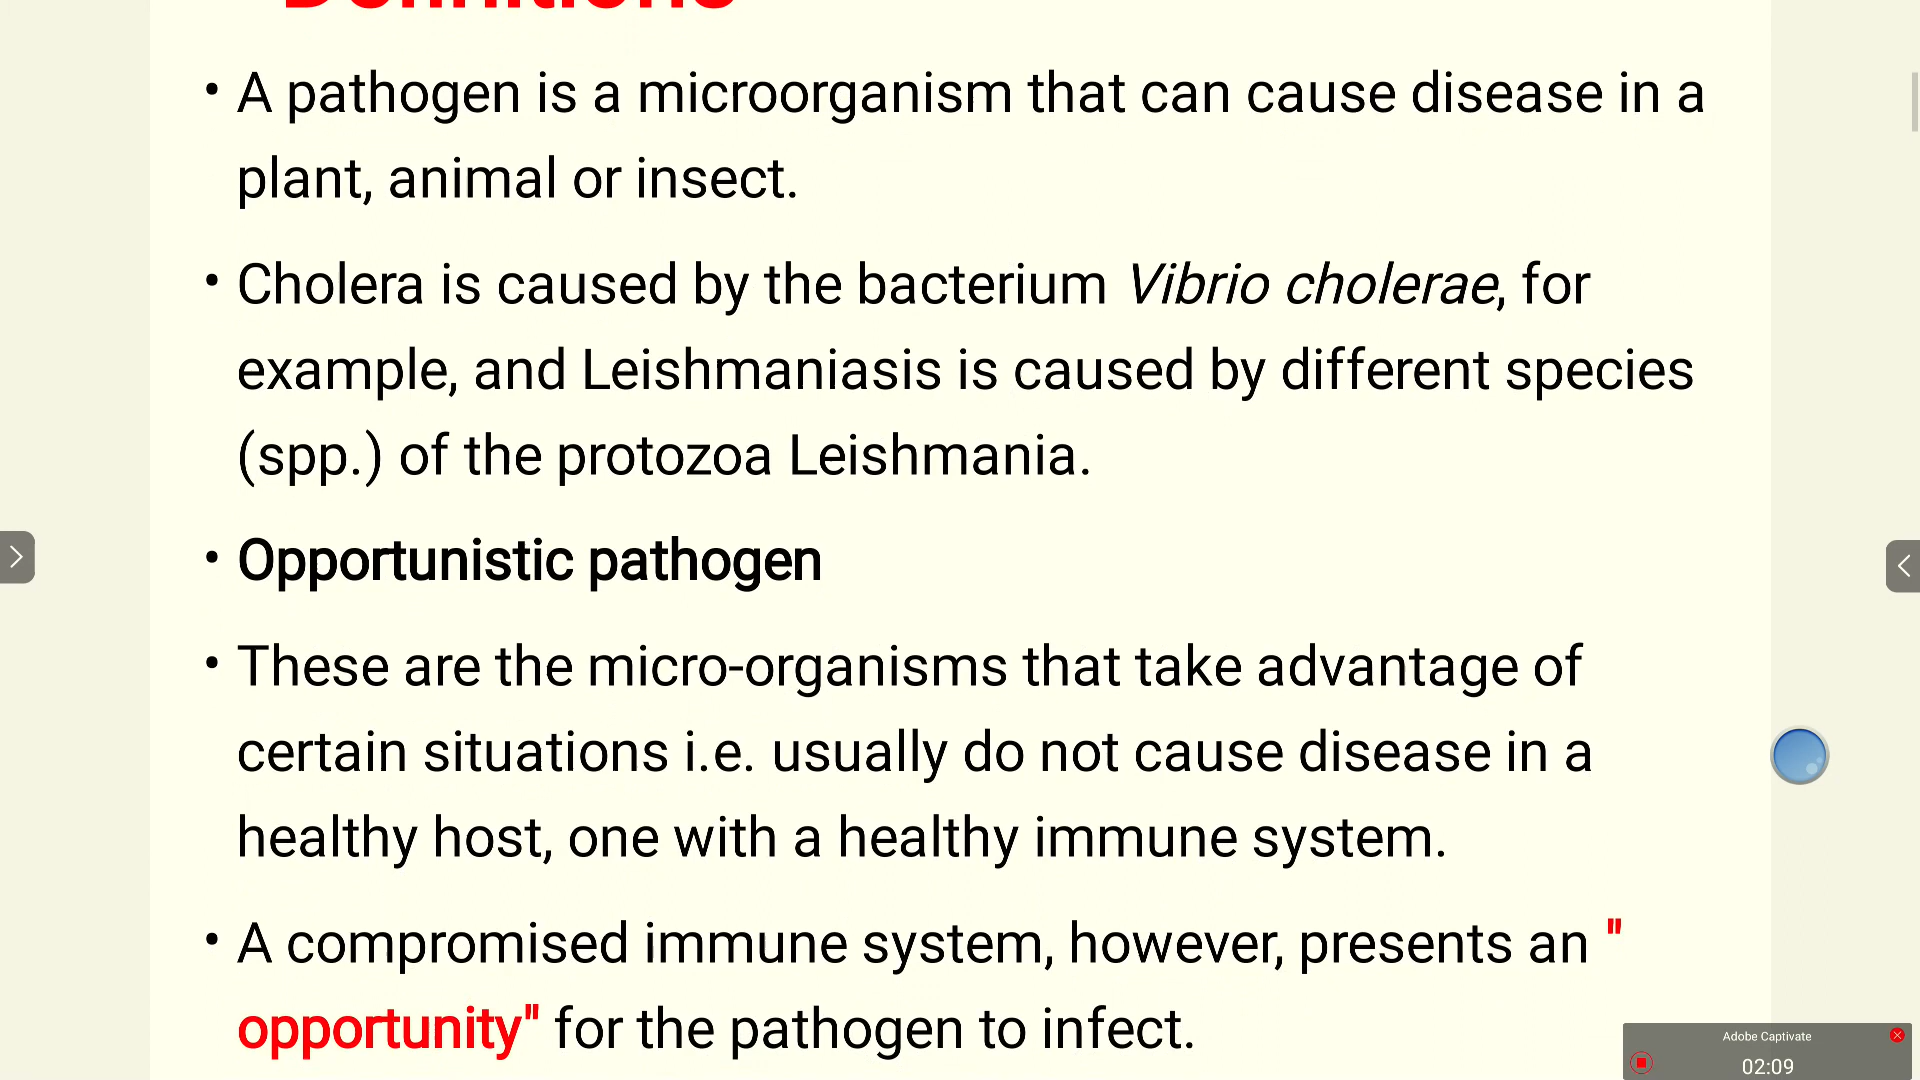 Definitions
• A pathogen is a microorganism that can cause disease in a
plant, animal or insect.
• Cholera is caused by the bacterium Vibrio cholerae, for
example, and Leishmaniasis is caused by different species
(spp.) of the protozoa Leishmania.
• Opportunistic pathogen
• These are the micro-organisms that take advantage of
certain situations i.e. usually do not cause disease in a
healthy host, one with a healthy immune system.
• A compromised immune system, however, presents an "
opportunity" for the pathogen to infect.
Adobe Captivate
02:09